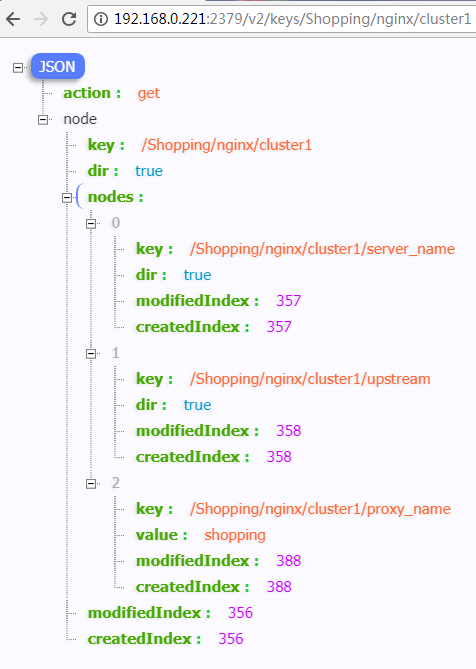 192.168.0.221:2379/v2/keys/Shopping/nginx/cluster1
JSON
action : get
node
key : /Shopping/nginx/cluster1
dir : true
nodes :
0
key : /Shopping/nginx/cluster1/server_name
dir : true
modifiedIndex : 357
createdIndex : 357
1
key : /Shopping/nginx/cluster1/upstream
dir : true
modifiedIndex : 358
createdIndex : 358
2
key : /Shopping/nginx/cluster1/proxy_name
value : shopping
modifiedIndex : 388
createdIndex : 388
modifiedIndex : 356
createdIndex : 356